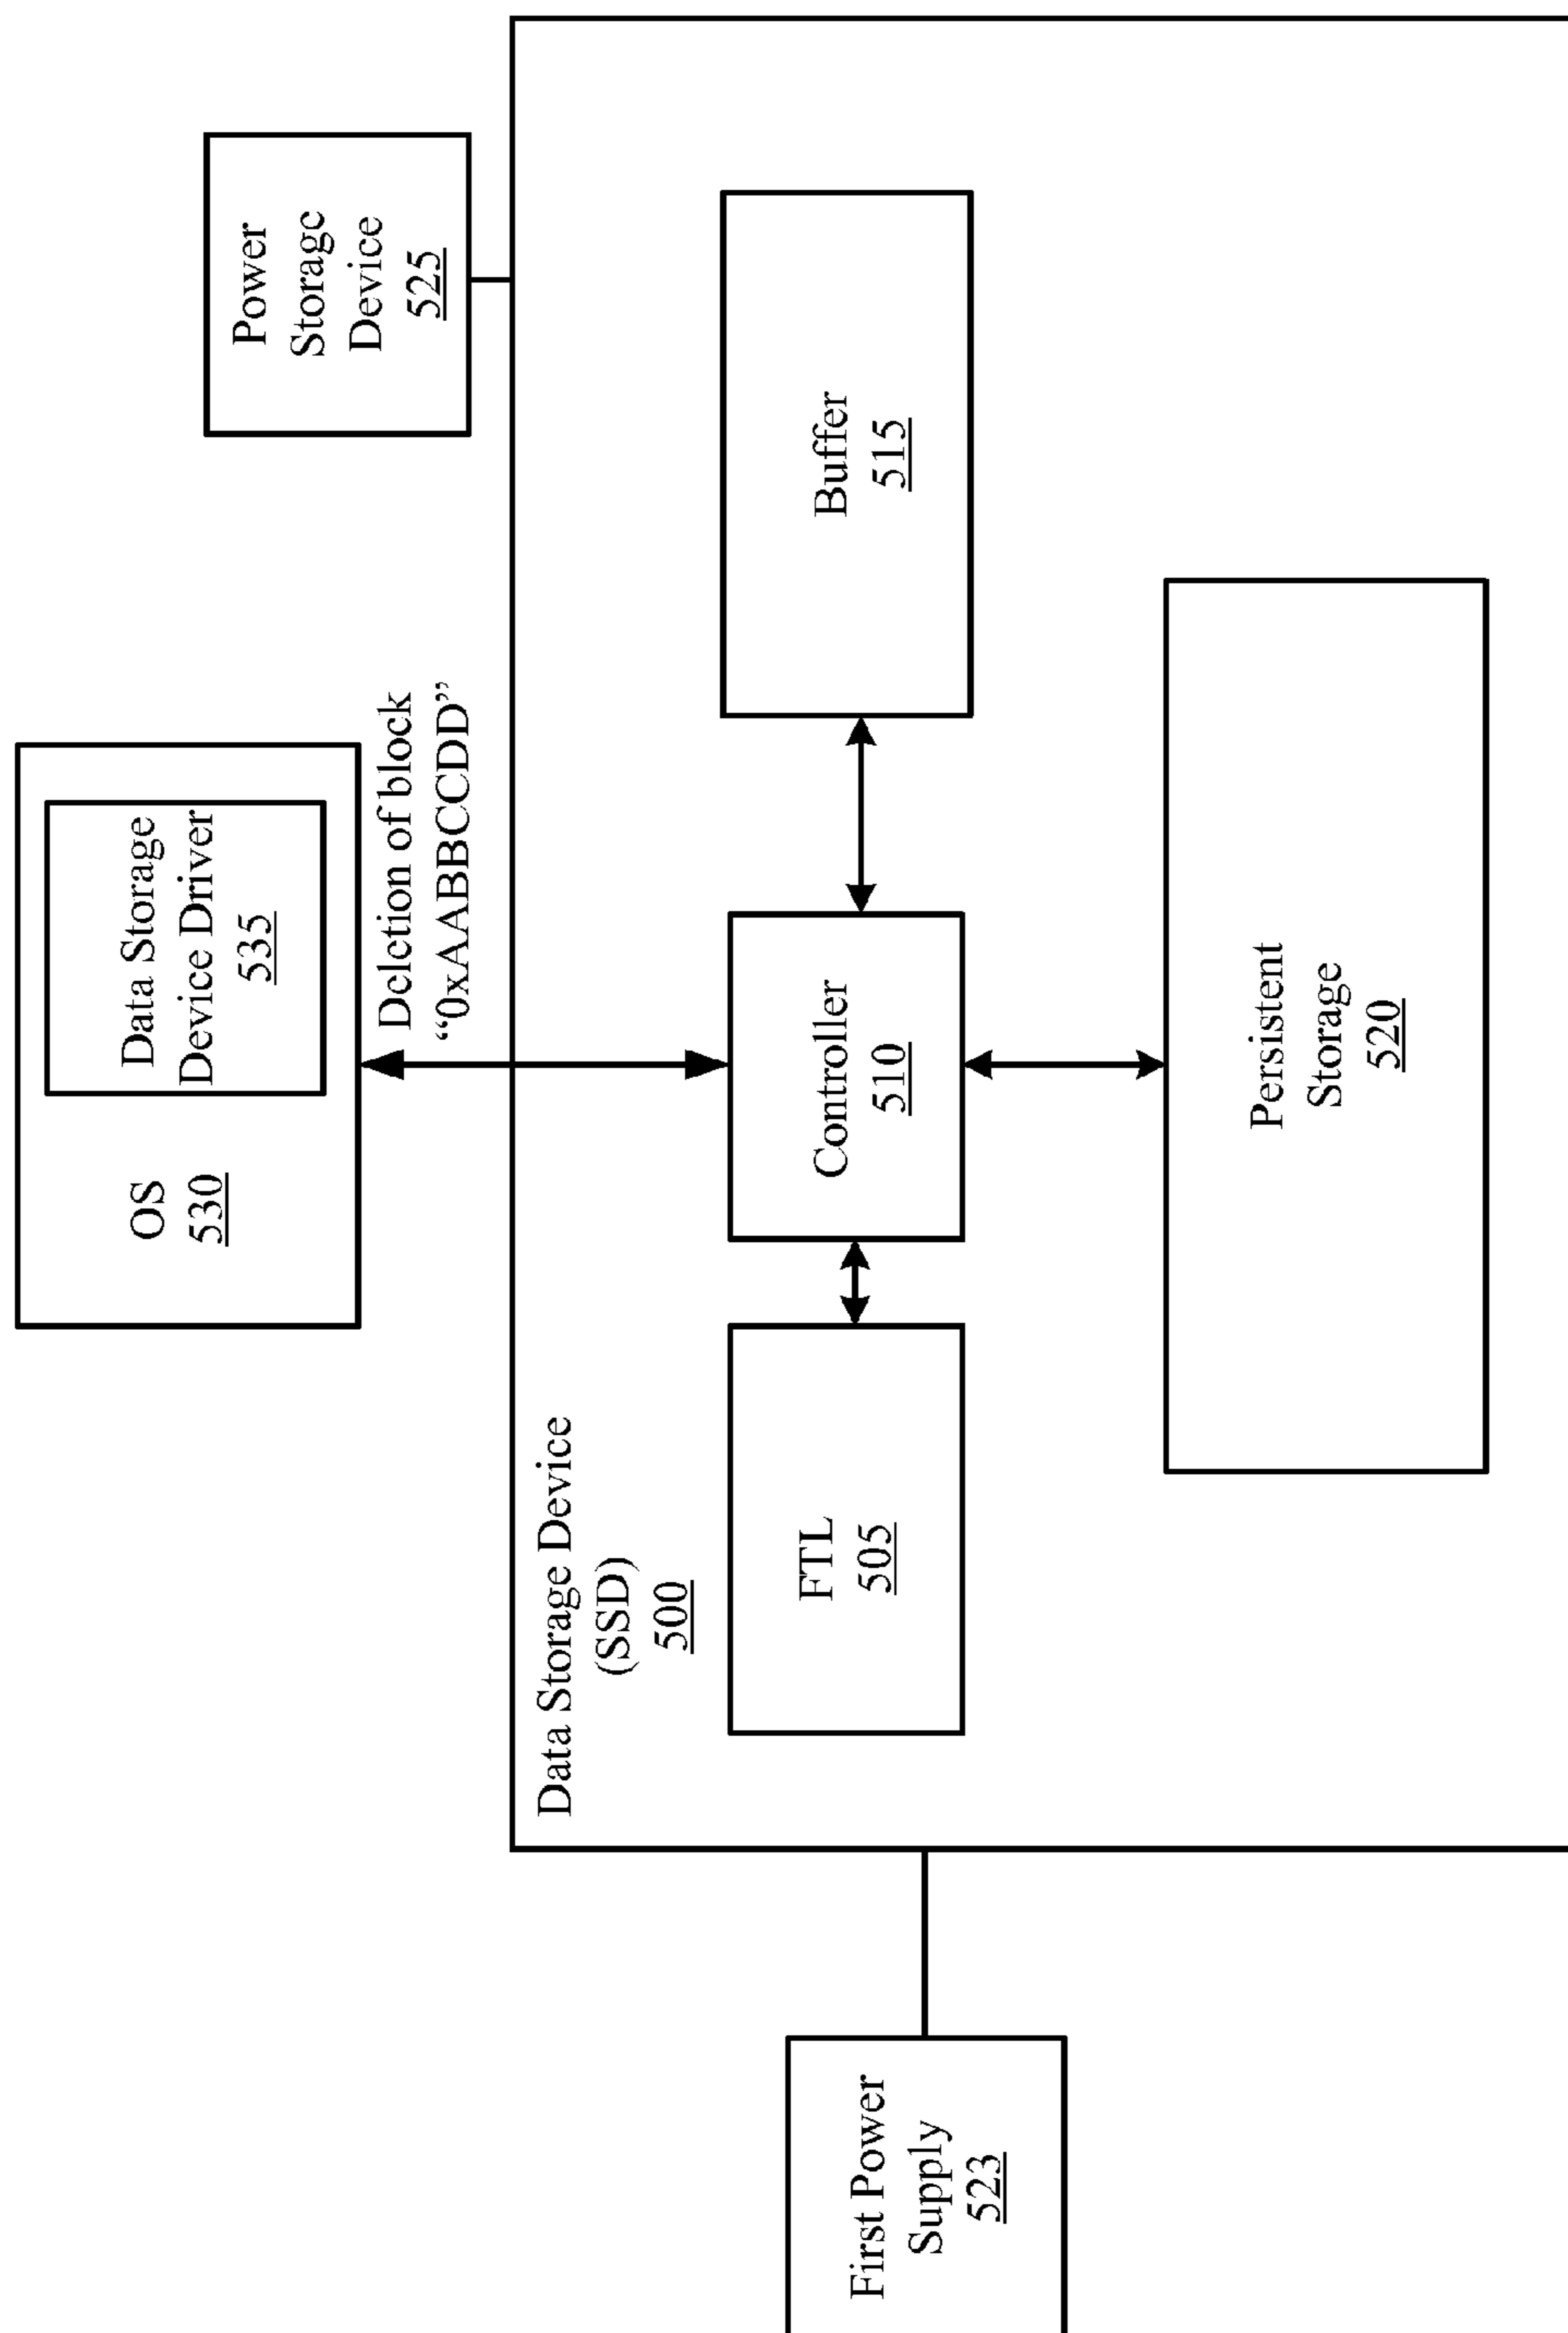 OS
530
Data Storage
Device Driver
535
Deletion of block
“0xAABBCCDD”
Power
Storage
Device
525
Data Storage Device
(SSD)
500
FTL
505
Controller
510
Buffer
515
Persistent
Storage
520
First Power
Supply
523